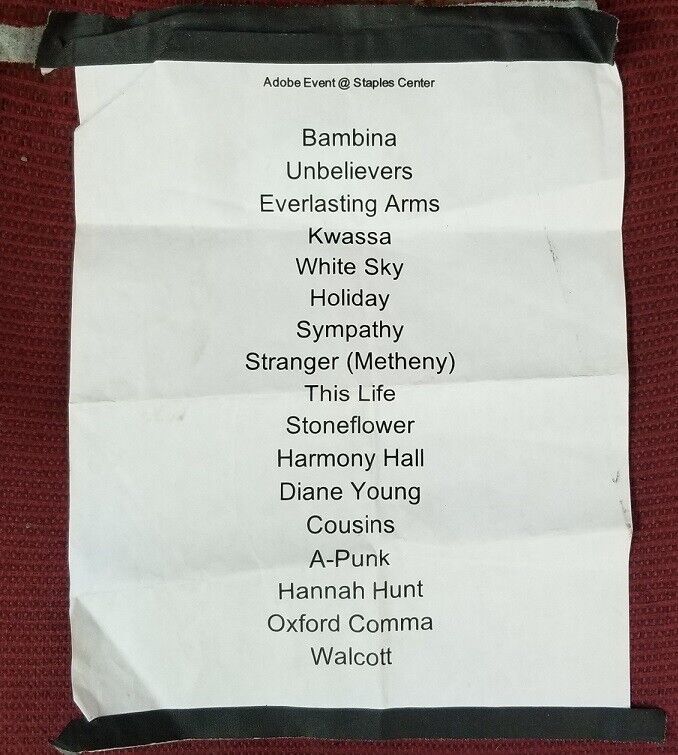 Adobe Event @ Staples Center
Bambina
Unbelievers
Everlasting Arms
Kwassa
White Sky
Holiday
Sympathy
Stranger (Metheny)
This Life
Stoneflower
Harmony Hall
Diane Young
Cousins
A-Punk
Hannah Hunt
Oxford Comma
Walcott